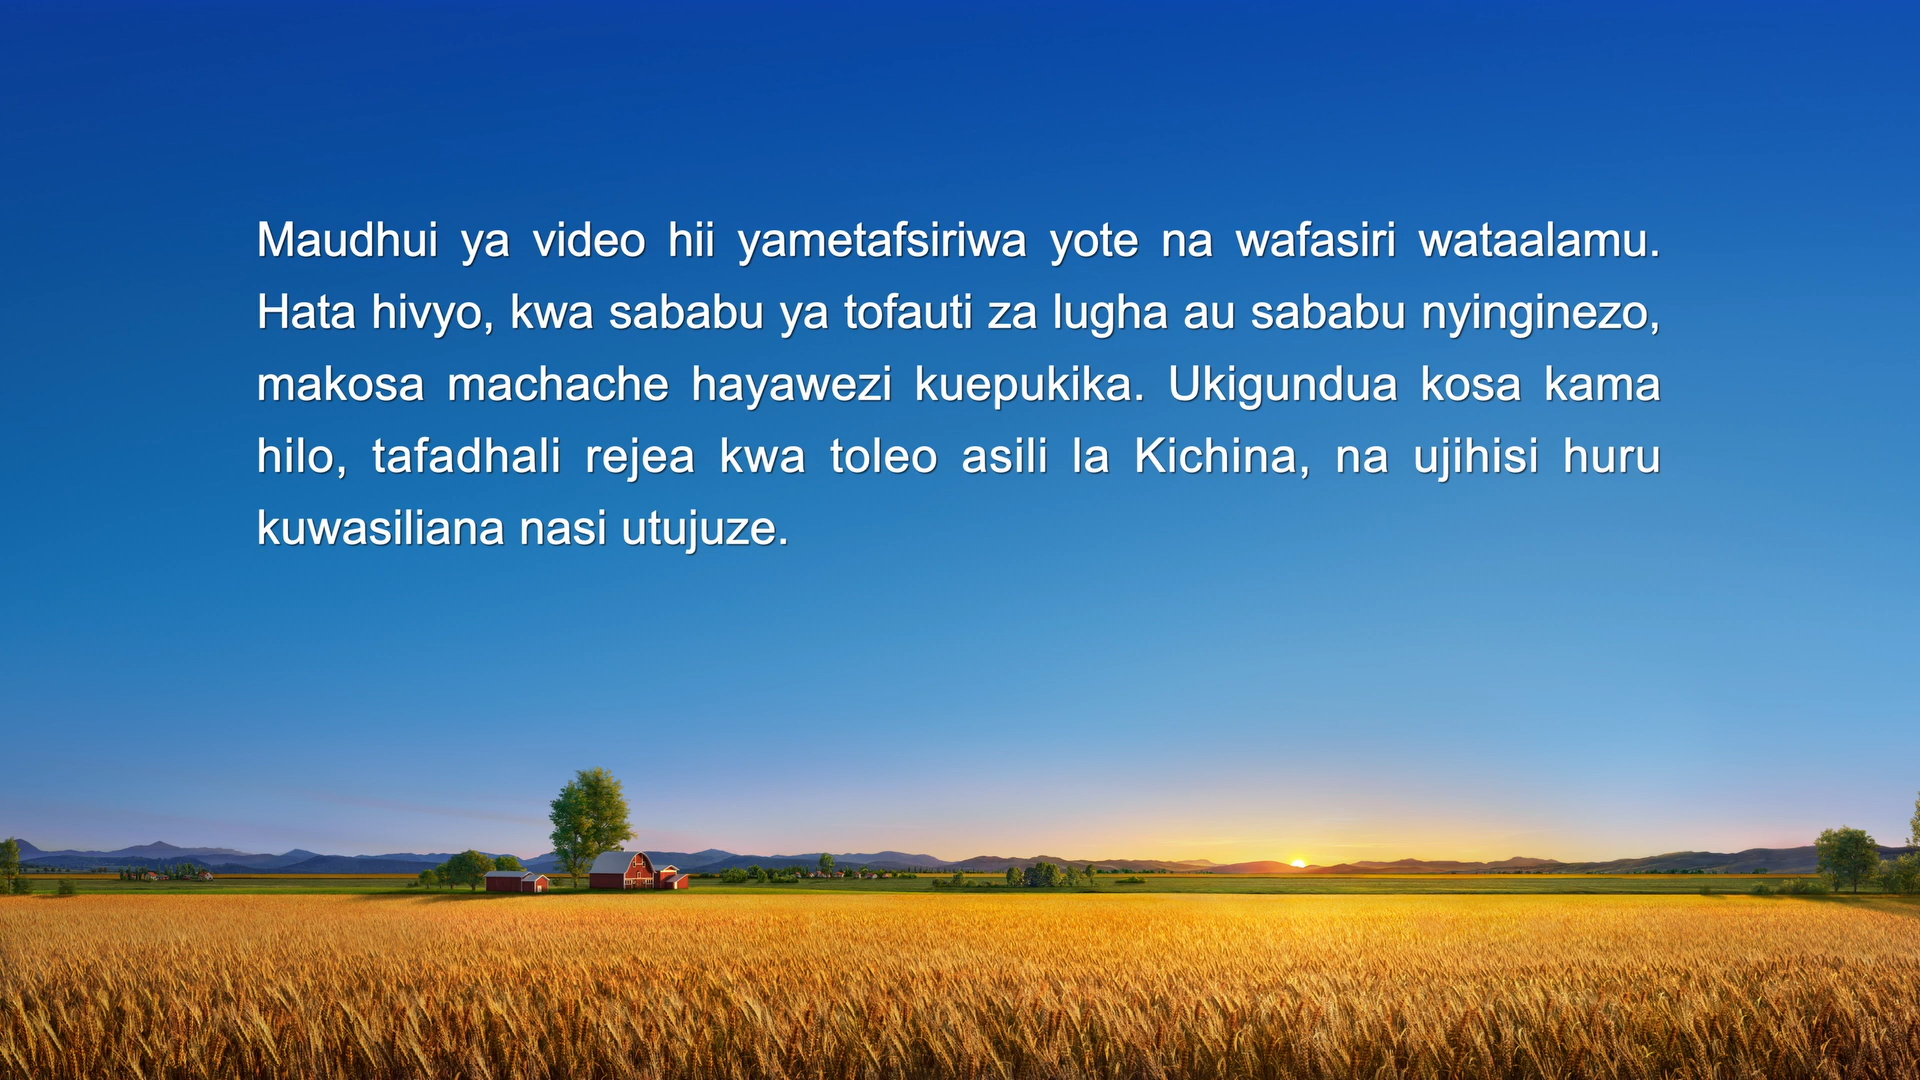 Maudhui ya video hii yametafsiriwa yote na wafasiri wataalamu.
Hata hivyo, kwa sababu ya tofauti za lugha au sababu nyinginezo,
makosa machache hayawezi kuepukika. Ukigundua kosa kama
hilo, tafadhali rejea kwa toleo asili la Kichina, na ujihisi huru
kuwasiliana nasi utujuze.